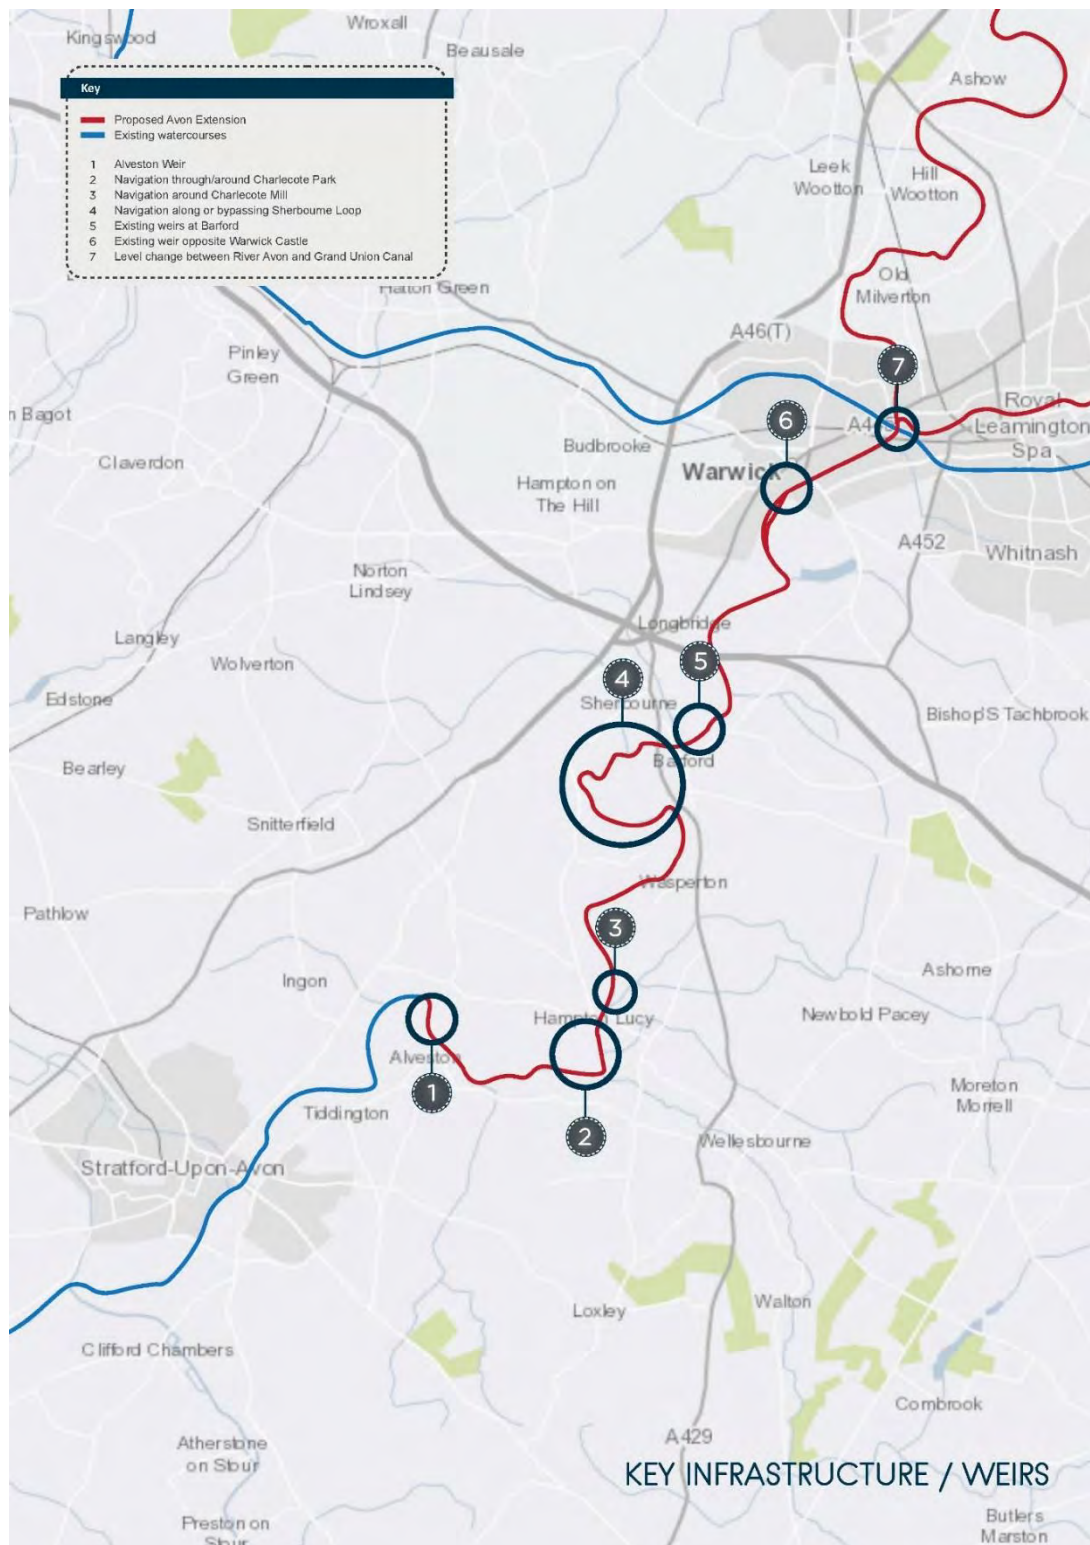 Kingswood
Wroxall
Beausale
Key
Proposed Avon Extension
Existing watercourses
1 Alveston Weir
2 Navigation through/around Charlecote Park
3 Navigation around Charlecote Mill
4 Navigation along or bypassing Sherbourne Loop
5 Existing weirs at Barford
6 Existing weir opposite Warwick Castle
7 Level change between River Avon and Grand Union Canal
Ashow
Leek
Wootton
Hill
Wootton
Hatton Green
Old
Milverton
A46(T)
Pinley
Green
7
n Bagot
6
Royal
Leamington
Spa
Budbrooke
Claverdon
Warwick
Hampton on
The Hill
A452
Whitnash
Norton
Lindsey
Longbridge
Langley
Wolverton
5
4
Edstone
Sherbourne
Bishop'S Tachbrook
Bearley
Barford
Snitterfield
Wasperton
Pathlow
3
Ingon
Ashorne
Hampton Lucy
Newbold Pacey
Alveston
1
Tiddington
Moreton
Morrell
2
Wellesbourne
Stratford-Upon-Avon
Loxley
Walton
Clifford Chambers
Combrook
A429
Atherstone
on Stour
KEY INFRASTRUCTURE / WEIRS
Preston on
Stour
Butlers
Marston